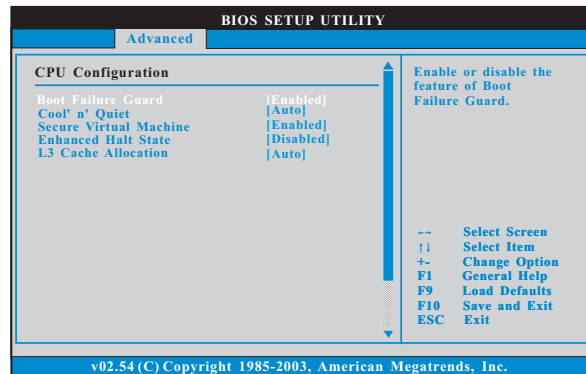 BIOS SETUP UTILITY
Advanced
CPU Configuration
Boot Failure Guard [Enabled]
Cool' n' Quiet [Auto]
Secure Virtual Machine [Enabled]
Enhanced Halt State [Disabled]
L3 Cache Allocation [Auto]
Enable or disable the
feature of Boot
Failure Guard.
←→ Select Screen
↑↓ Select Item
+- Change Option
F1 General Help
F9 Load Defaults
F10 Save and Exit
ESC Exit
v02.54 (C) Copyright 1985-2003, American Megatrends, Inc.